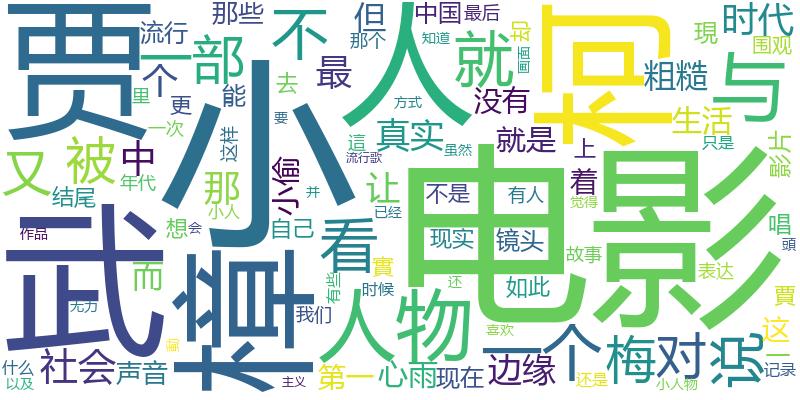 贾
小
人
柯
武
樟
电影
与
不
就
看
人物
又
被
中
一部
个
那些
流行
但
那个
中国
最后
知道
却
画面
时代
围观
現
粗糙
里
更
能
去
最
没有
方式
一次
这样
要
真实
就是
生活
只是
影片
结尾
年代
那
小偷
让
這
虽然
流行歌
上
着
不是
有人
觉得
小人
作品
想
会
自己
并
已经
现实
镜头
唱
頭
而
實
有些
时候
还
如此
故事
表达
賈
无力
我们
喜欢
这
什么
以及
社会
声音
主义
第一
心雨
现在
边缘
一个
还是
梅
对
小人物
说
记录
一